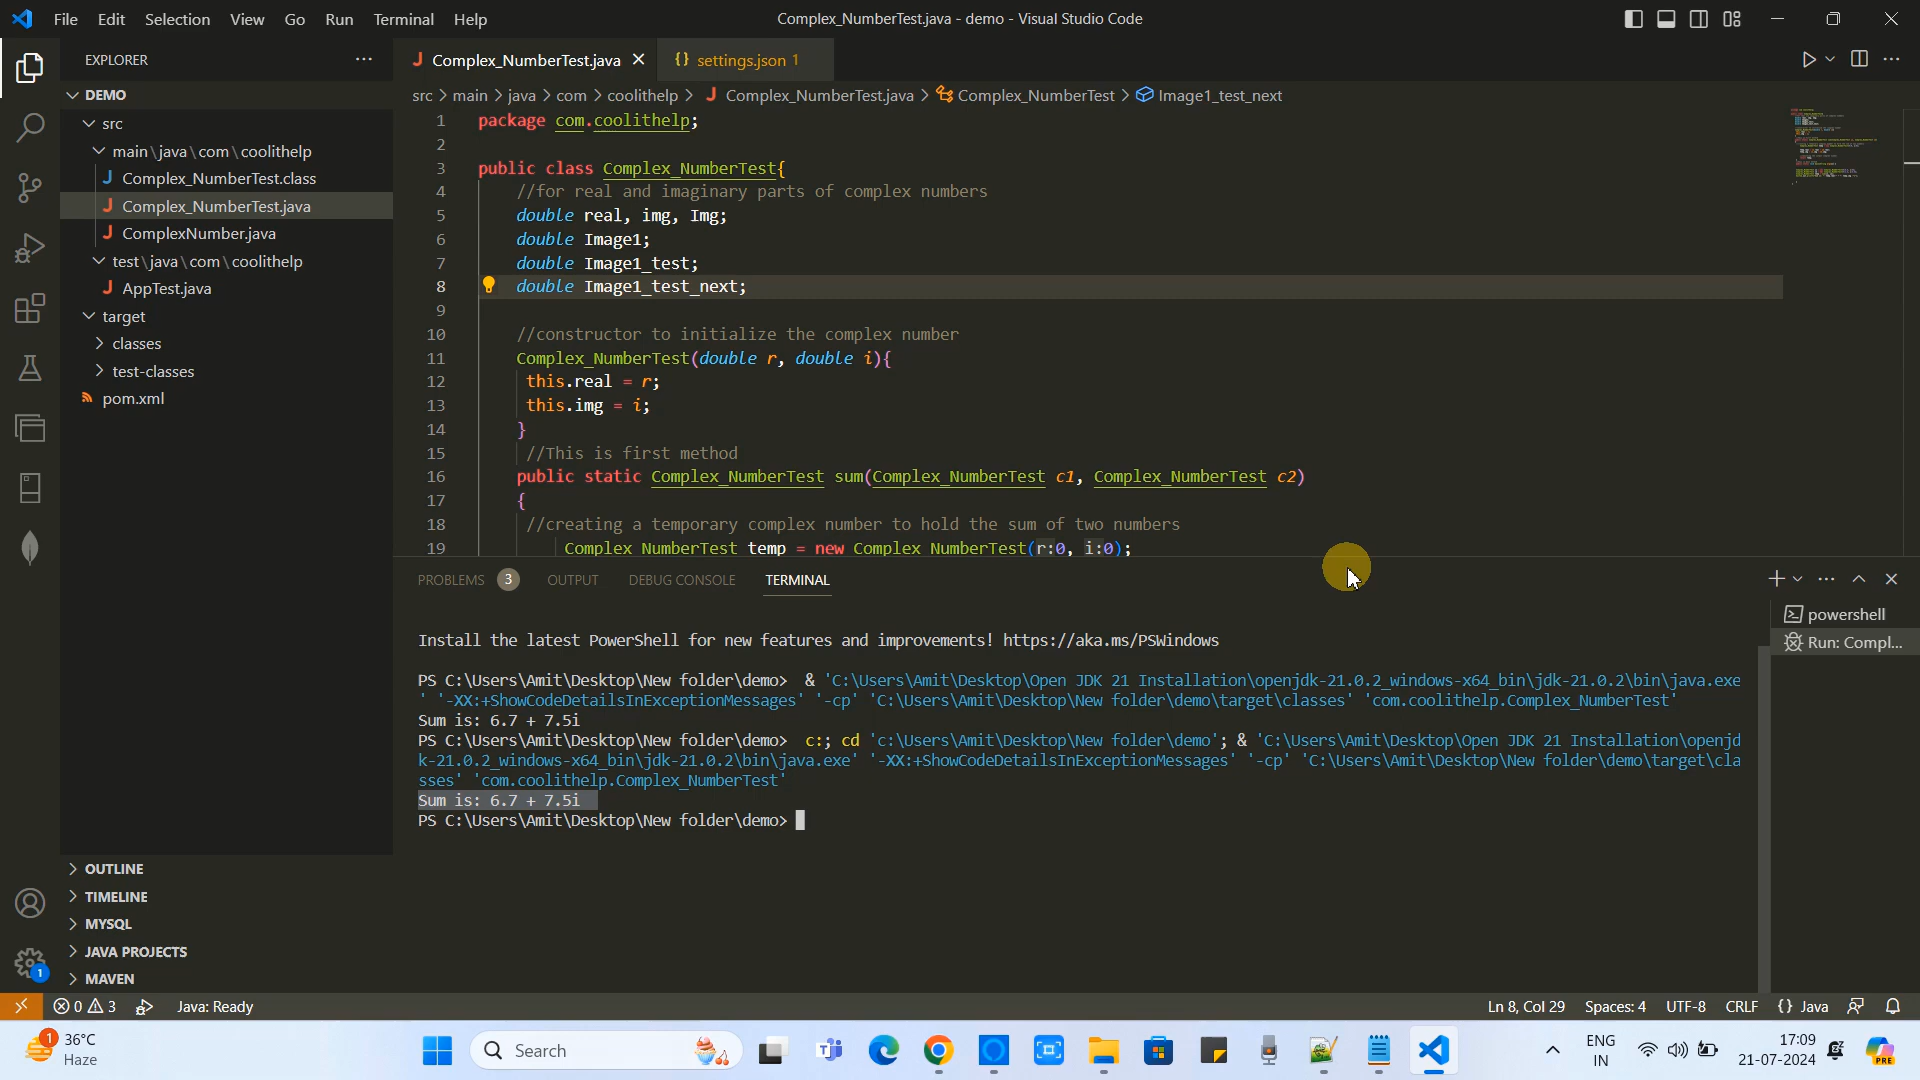 File Edit Selection View Go Run Terminal Help
Complex_NumberTest.java - demo - Visual Studio Code
EXPLORER
DEMO
src
main\java\com\coolithelp
Complex_NumberTest.class
Complex_NumberTest.java
ComplexNumber.java
test\java\com\coolithelp
AppTest.java
target
classes
test-classes
pom.xml
OUTLINE
TIMELINE
MYSQL
JAVA PROJECTS
MAVEN
Complex_NumberTest.java
settings.json 1
src > main > java > com > coolithelp > Complex_NumberTest.java > Complex_NumberTest > Image1_test_next
1 package com.coolithelp;
2
3 public class Complex_NumberTest{
4 //for real and imaginary parts of complex numbers
5 double real, img, Img;
6 double Image1;
7 double Image1_test;
8 double Image1_test_next;
9
10 //constructor to initialize the complex number
11 Complex_NumberTest(double r, double i){
12 this.real = r;
13 this.img = i;
14 }
15 //This is first method
16 public static Complex_NumberTest sum(Complex_NumberTest c1, Complex_NumberTest c2)
17 {
18 //creating a temporary complex number to hold the sum of two numbers
19 Complex_NumberTest temp = new Complex_NumberTest(r:0, i:0);
PROBLEMS 3 OUTPUT DEBUG CONSOLE TERMINAL
powershell
Run: Compl...
Install the latest PowerShell for new features and improvements! https://aka.ms/PSWindows
PS C:\Users\Amit\Desktop\New folder\demo> & 'C:\Users\Amit\Desktop\Open JDK 21 Installation\openjdk-21.0.2_windows-x64_bin\jdk-21.0.2\bin\java.exe
' '-XX:+ShowCodeDetailsInExceptionMessages' '-cp' 'C:\Users\Amit\Desktop\New folder\demo\target\classes' 'com.coolithelp.Complex_NumberTest'
Sum is: 6.7 + 7.5i
PS C:\Users\Amit\Desktop\New folder\demo> c:; cd 'c:\Users\Amit\Desktop\New folder\demo'; & 'C:\Users\Amit\Desktop\Open JDK 21 Installation\openjd
k-21.0.2_windows-x64_bin\jdk-21.0.2\bin\java.exe' '-XX:+ShowCodeDetailsInExceptionMessages' '-cp' 'C:\Users\Amit\Desktop\New folder\demo\target\cla
sses' 'com.coolithelp.Complex_NumberTest'
Sum is: 6.7 + 7.5i
PS C:\Users\Amit\Desktop\New folder\demo>
1
0 3 Java: Ready
Ln 8, Col 29 Spaces: 4 UTF-8 CRLF {} Java
1
36°C
Haze
Search
ENG
IN
17:09
21-07-2024
PRE